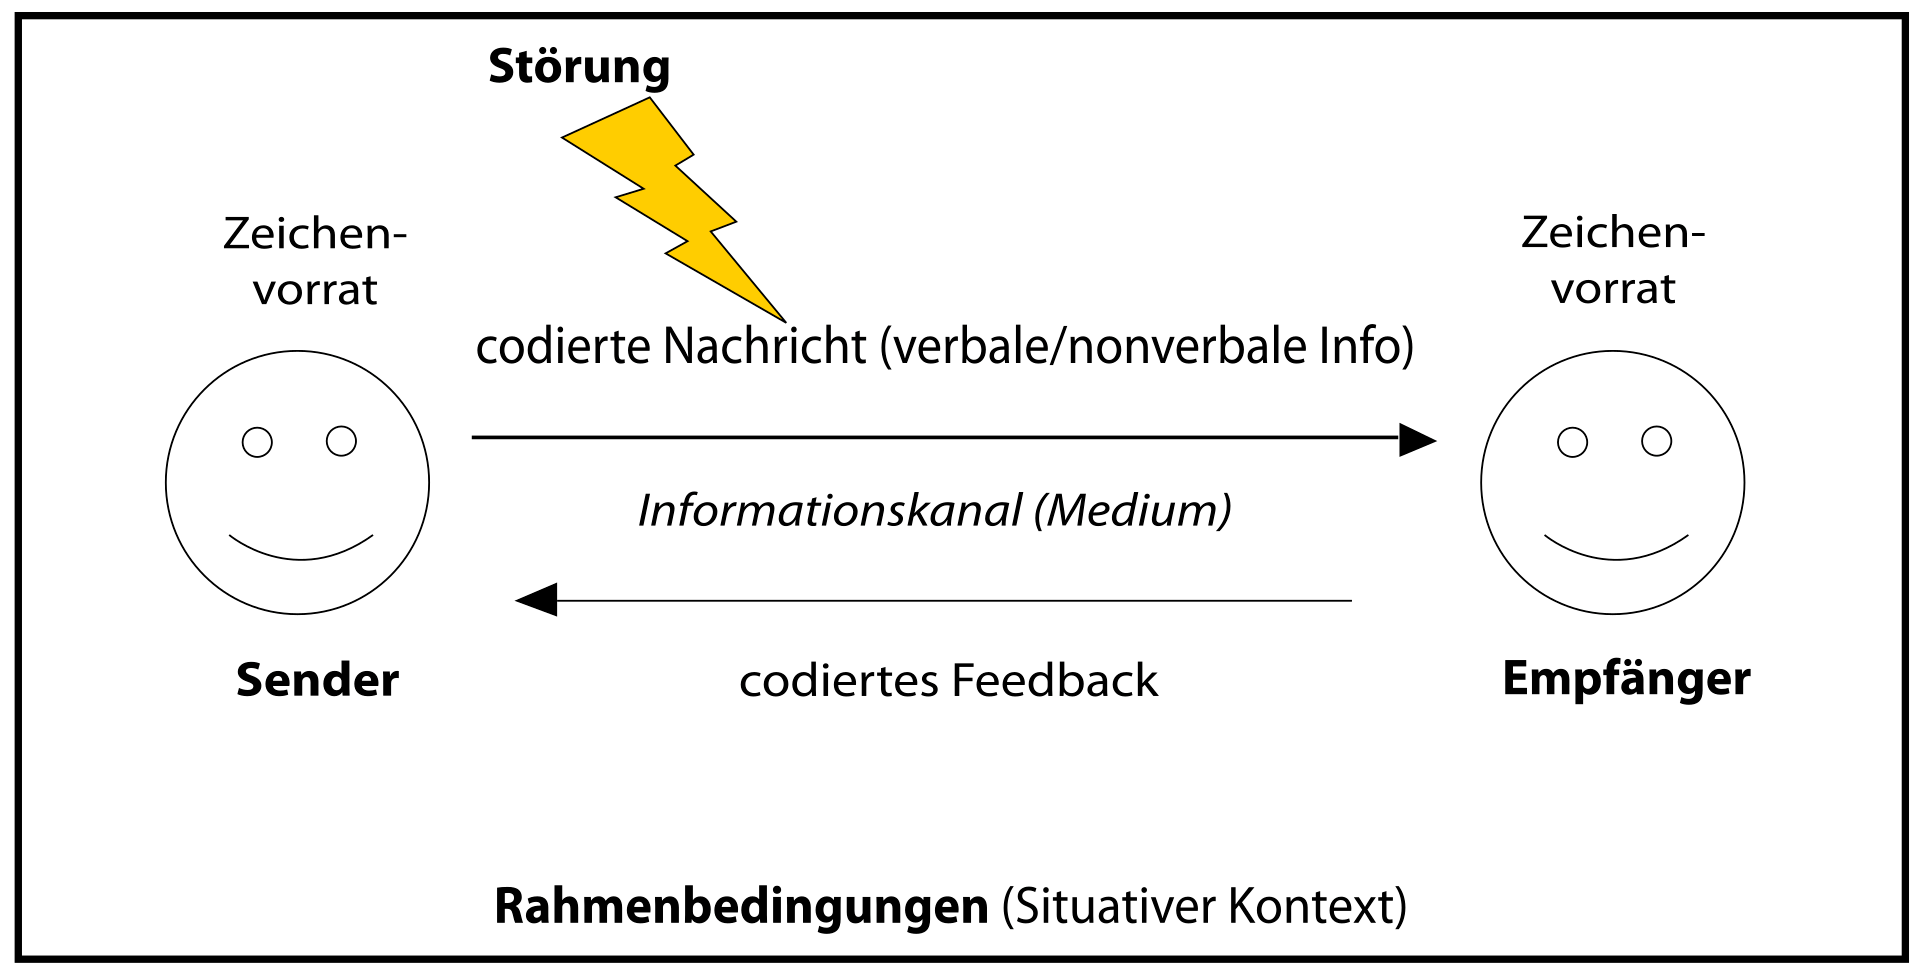 Störung
Zeichen-
vorrat
Zeichen-
vorrat
codierte Nachricht (verbale/nonverbale Info)
Informationskanal (Medium)
Sender
codiertes Feedback
Empfänger
Rahmenbedingungen (Situativer Kontext)